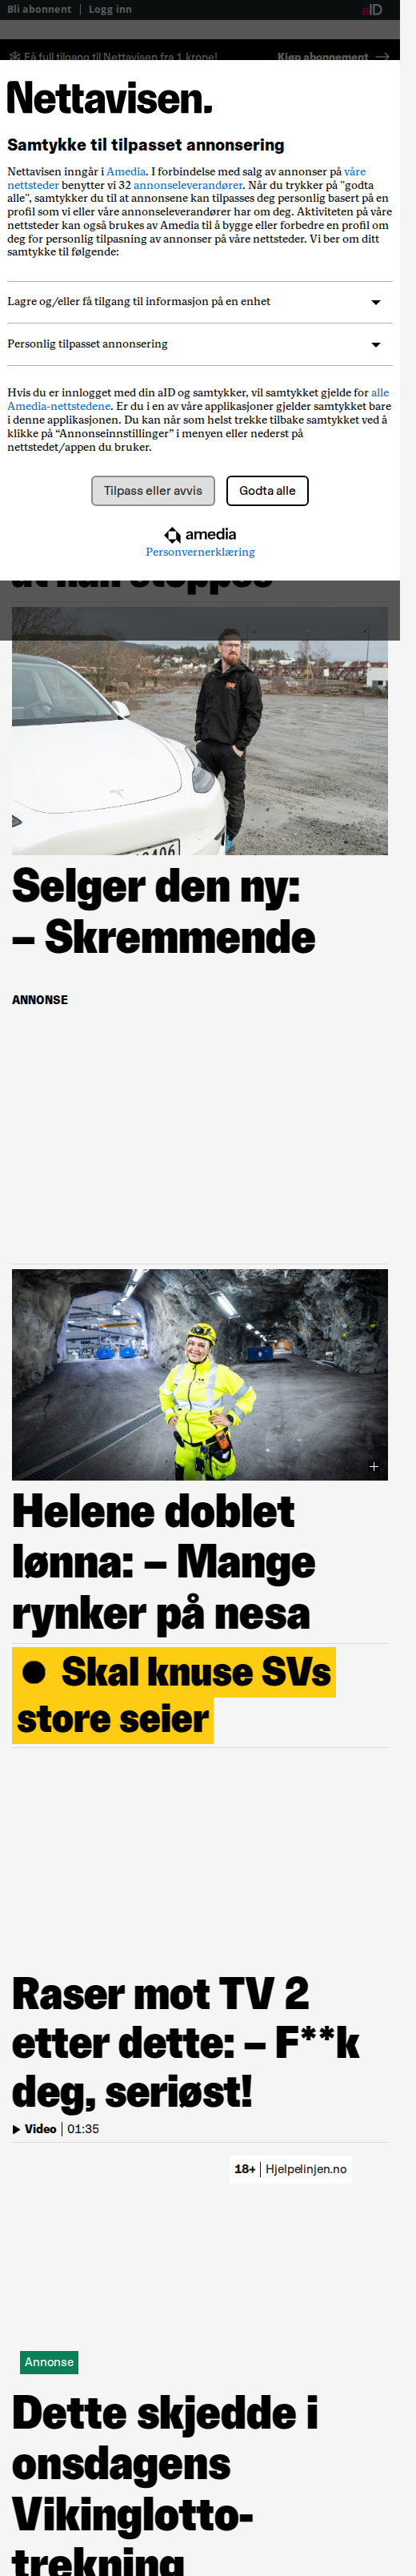 Bli abonnent | Logg inn aID
Få full tilgang til Nettavisen fra 1 krone! Kjøp abonnement →
Nettavisen.
Samtykke til tilpasset annonsering
Nettavisen inngår i Amedia. I forbindelse med salg av annonser på våre
nettsteder benytter vi 32 annonseleverandører. Når du trykker på "godta
alle", samtykker du til at annonsene kan tilpasses deg personlig basert på en
profil som vi eller våre annonseleverandører har om deg. Aktiviteten på våre
nettsteder kan også brukes av Amedia til å bygge eller forbedre en profil om
deg for personlig tilpasning av annonser på våre nettsteder. Vi ber om ditt
samtykke til følgende:
Lagre og/eller få tilgang til informasjon på en enhet
Personlig tilpasset annonsering
Hvis du er innlogget med din aID og samtykker, vil samtykket gjelde for alle
Amedia-nettstedene. Er du i en av våre applikasjoner gjelder samtykket bare
i denne applikasjonen. Du kan når som helst trekke tilbake samtykket ved å
klikke på “Annonseinnstillinger” i menyen eller nederst på
nettstedet/appen du bruker.
Tilpass eller avvis Godta alle
amedia
Personvernerklæring
Selger den ny:
– Skremmende
ANNONSE
Helene doblet
lønna: – Mange
rynker på nesa
● Skal knuse SVs
store seier
Raser mot TV 2
etter dette: – F**k
deg, seriøst!
Video | 01:35
18+ | Hjelpelinjen.no
Annonse
Dette skjedde i
onsdagens
Vikinglotto-
trekning